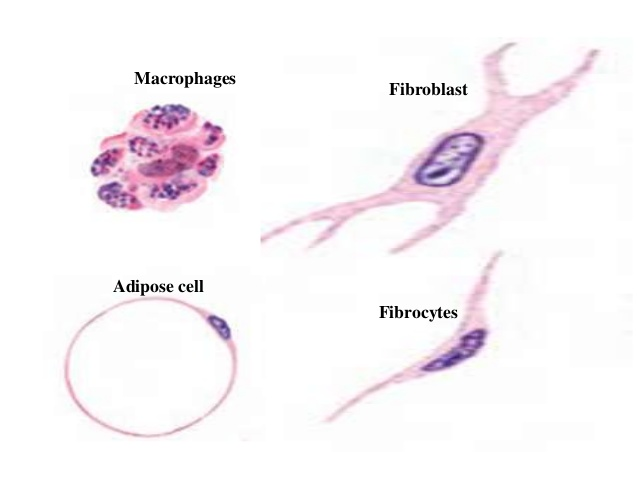 Macrophages
Fibroblast
Adipose cell
Fibrocytes